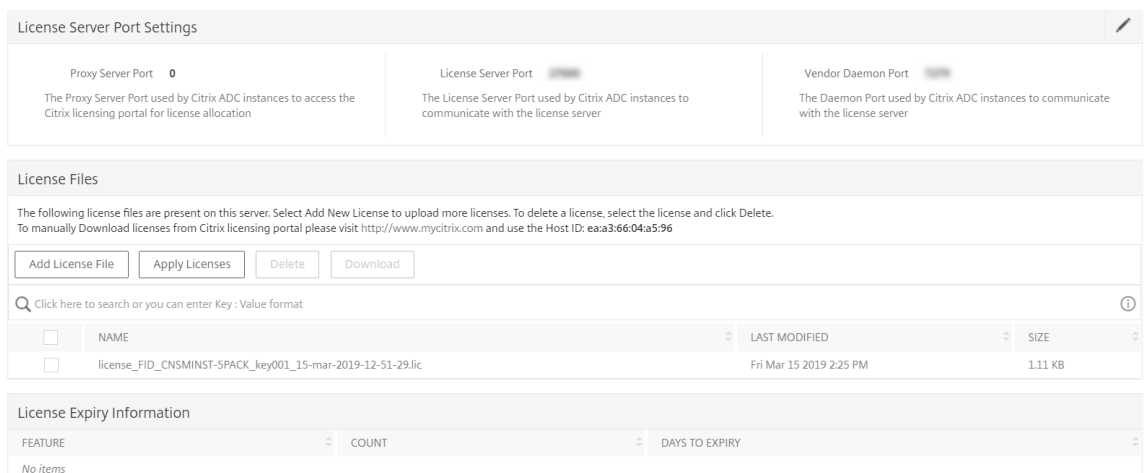 License Server Port Settings
Proxy Server Port 0
The Proxy Server Port used by Citrix ADC instances to access the
Citrix licensing portal for license allocation
License Server Port
The License Server Port used by Citrix ADC instances to
communicate with the license server
Vendor Daemon Port
The Daemon Port used by Citrix ADC instances to communicate
with the license server
License Files
The following license files are present on this server. Select Add New License to upload more licenses. To delete a license, select the license and click Delete.
To manually Download licenses from Citrix licensing portal please visit http://www.mycitrix.com and use the Host ID: ea:a3:66:04:a5:96
Add License File Apply Licenses Delete Download
Click here to search or you can enter Key : Value format
NAME LAST MODIFIED SIZE
license_FID_CNSMINST-5PACK_key001_15-mar-2019-12-51-29.lic Fri Mar 15 2019 2:25 PM 1.11 KB
License Expiry Information
FEATURE COUNT DAYS TO EXPIRY
No items